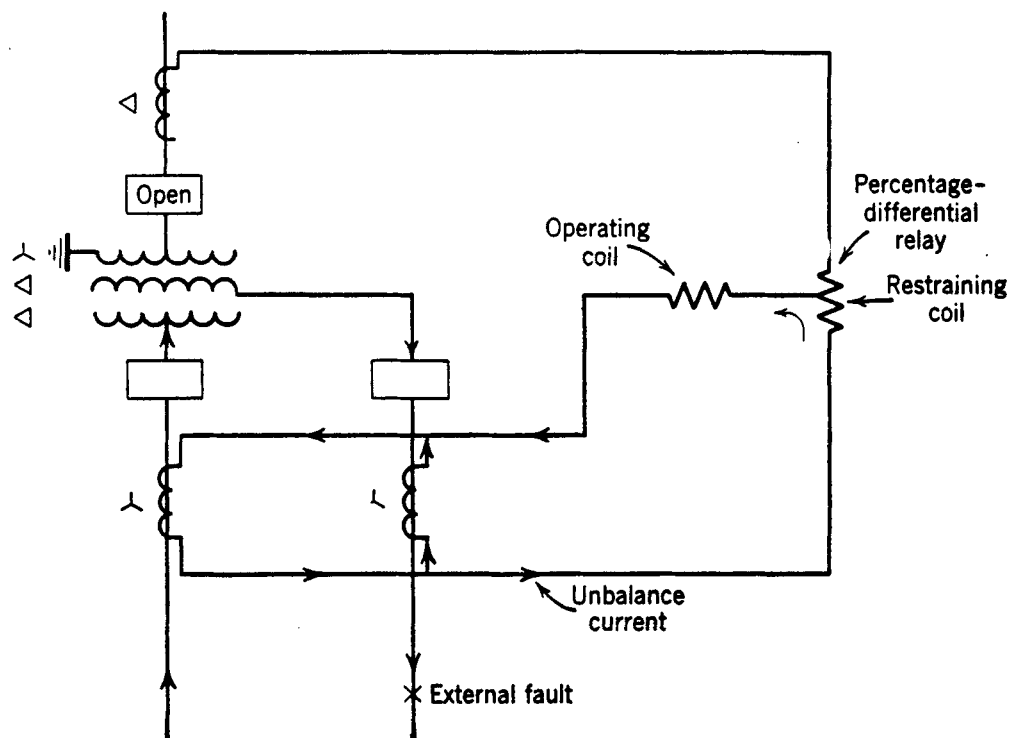 Open
Percentage-
differential
relay
Operating
coil
Restraining
coil
Unbalance
current
External fault